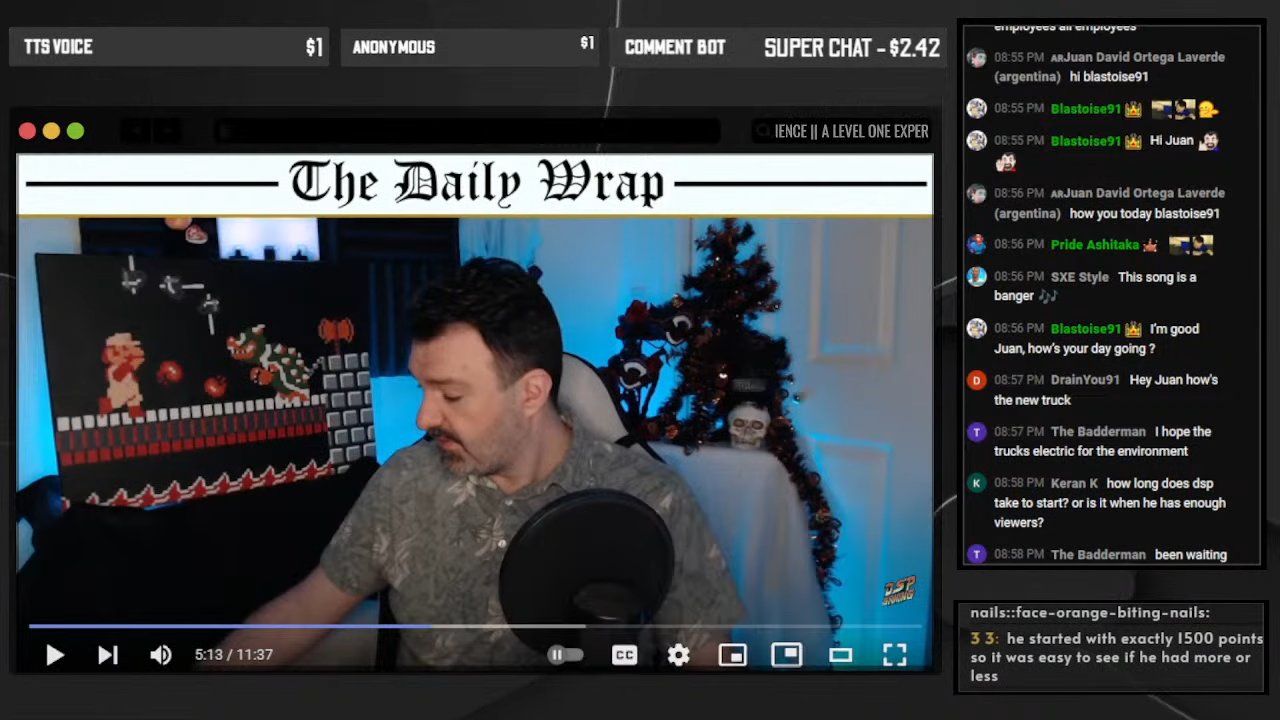 TTS VOICE $1
ANONYMOUS $1
COMMENT BOT SUPER CHAT - $2.42
IENCE || A LEVEL ONE EXPER
The Daily Wrap
DSP
GAMING
5:13 / 11:37
CC
employees all employees
08:55 PM ARJuan David Ortega Laverde
(argentina) hi blastoise91
08:55 PM Blastoise91
08:55 PM Blastoise91 Hi Juan
08:56 PM ARJuan David Ortega Laverde
(argentina) how you today blastoise91
08:56 PM Pride Ashitaka
08:56 PM SXE Style This song is a
banger
08:56 PM Blastoise91 I'm good
Juan, how's your day going ?
D 08:57 PM DrainYou91 Hey Juan how's
the new truck
T 08:57 PM The Badderman I hope the
trucks electric for the environment
K 08:58 PM Keran K how long does dsp
take to start? or is it when he has enough
viewers?
T 08:58 PM The Badderman been waiting
nails::face-orange-biting-nails:
3 3: he started with exactly 1500 points
so it was easy to see if he had more or
less